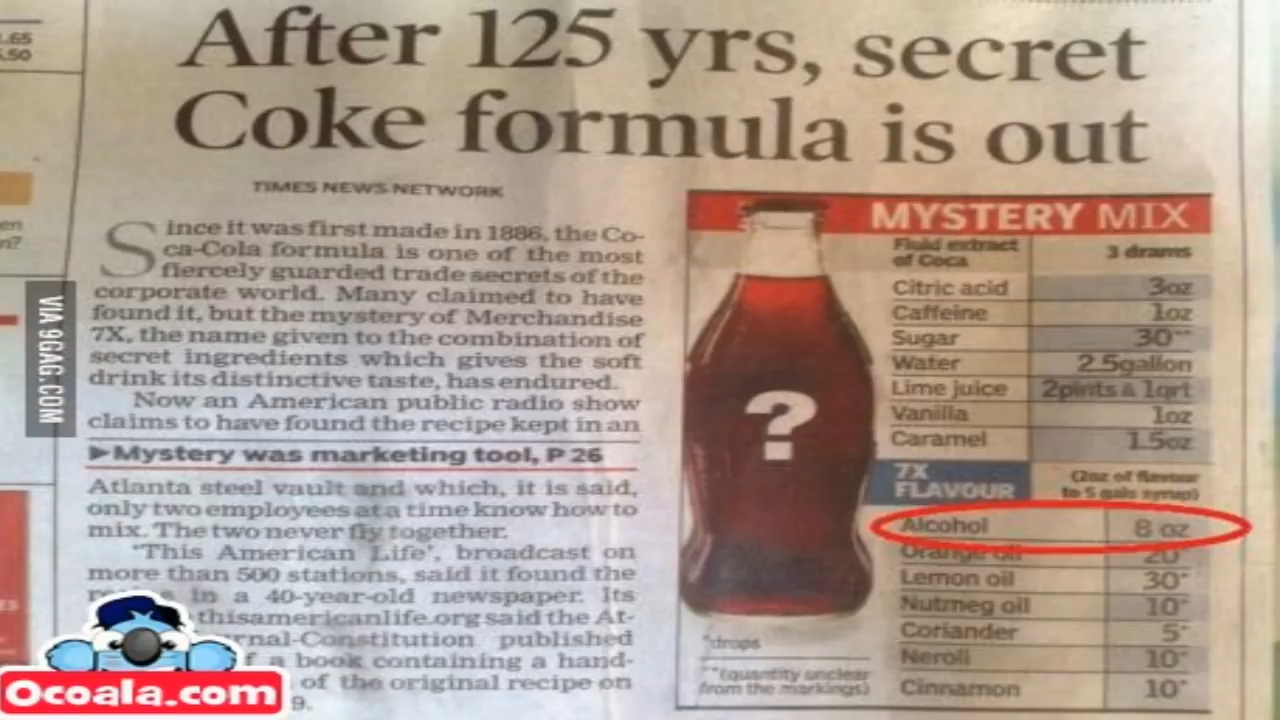 1.65
5.50
After 125 yrs, secret
Coke formula is out
TIMES NEWS NETWORK
Since it was first made in 1886, the Co-
ca-Cola formula is one of the most
fiercely guarded trade secrets of the
corporate world. Many claimed to have
found it, but the mystery of Merchandise
7X, the name given to the combination of
secret ingredients which gives the soft
drink its distinctive taste, has endured.
Now an American public radio show
claims to have found the recipe kept in an
▶Mystery was marketing tool, P 26
Atlanta steel vault and which, it is said,
only two employees at a time know how to
mix. The two never fly together.
'This American Life', broadcast on
more than 500 stations, said it found the
in a 40-year-old newspaper. Its
thisamericanlife.org said the At-
rnal-Constitution published
f a book containing a hand-
of the original recipe on
9.
MYSTERY MIX
Fluid extract
of Coca 3 drams
Citric acid 3oz
Caffeine 1oz
Sugar 30**
Water 2.5gallon
Lime juice 2pints & 1qrt
Vanilla 1oz
Caramel 1.5oz
7X
FLAVOUR
(2oz of flavour
to 5 gals syrup)
Alcohol 8 oz
Orange oil 20*
Lemon oil 30*
Nutmeg oil 10*
Coriander 5*
Neroli 10*
Cinnamon 10*
?
*drops
**(quantity unclear
from the markings)
VIA 9GAG.COM
Ocoala.com